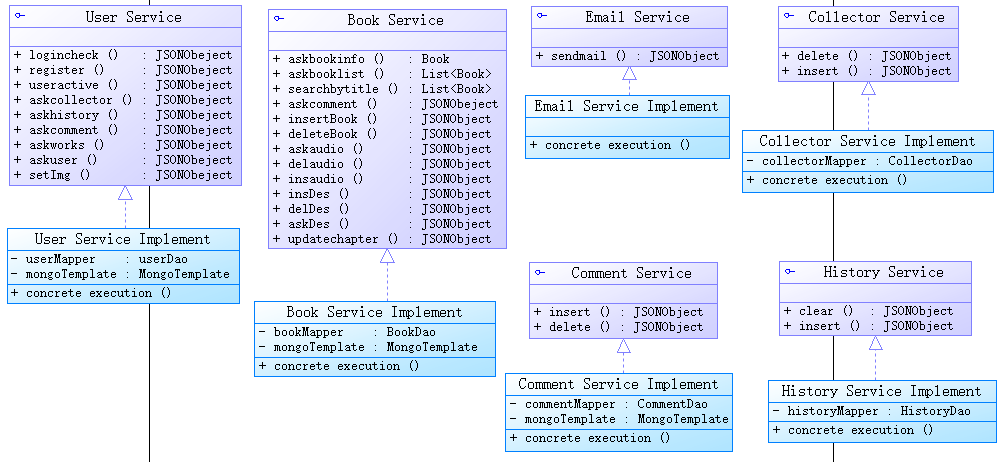 User Service
+ logincheck () : JSONObeject
+ register () : JSONObeject
+ useractive () : JSONObeject
+ askcollector () : JSONObeject
+ askhistory () : JSONObeject
+ askcomment () : JSONObeject
+ askworks () : JSONObeject
+ askuser () : JSONObeject
+ setImg () : JSONObeject
User Service Implement
- userMapper : userDao
- mongoTemplate : MongoTemplate
+ concrete execution ()
Book Service
+ askbookinfo () : Book
+ askbooklist () : List<Book>
+ searchbytitle () : List<Book>
+ askcomment () : JSONObeject
+ insertBook () : JSONObject
+ deleteBook () : JSONObject
+ askaudio () : JSONObject
+ delaudio () : JSONObject
+ insaudio () : JSONObject
+ insDes () : JSONObject
+ delDes () : JSONObject
+ askDes () : JSONObject
+ updatechapter () : JSONObject
Book Service Implement
- bookMapper : BookDao
- mongoTemplate : MongoTemplate
+ concrete execution ()
Email Service
+ sendmail () : JSONObject
Email Service Implement
+ concrete execution ()
Collector Service
+ delete () : JSONObject
+ insert () : JSONObject
Collector Service Implement
- collectorMapper : CollectorDao
+ concrete execution ()
Comment Service
+ insert () : JSONObject
+ delete () : JSONObject
Comment Service Implement
- commentMapper : CommentDao
- mongoTemplate : MongoTemplate
+ concrete execution ()
History Service
+ clear () : JSONObject
+ insert () : JSONObject
History Service Implement
- historyMapper : HistoryDao
+ concrete execution ()